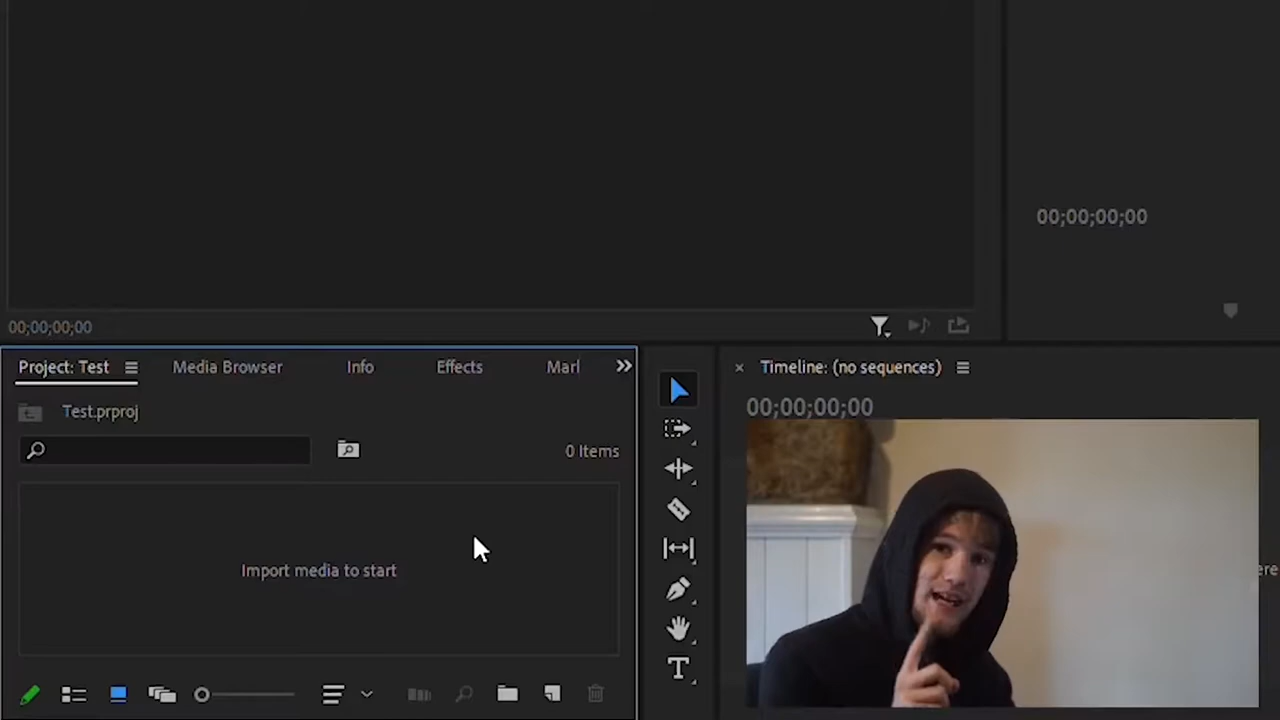 00;00;00;00
00;00;00;00
Project: Test
Media Browser
Info
Effects
Marl
Timeline: (no sequences)
Test.prproj
00;00;00;00
0 Items
Import media to start
ere
T